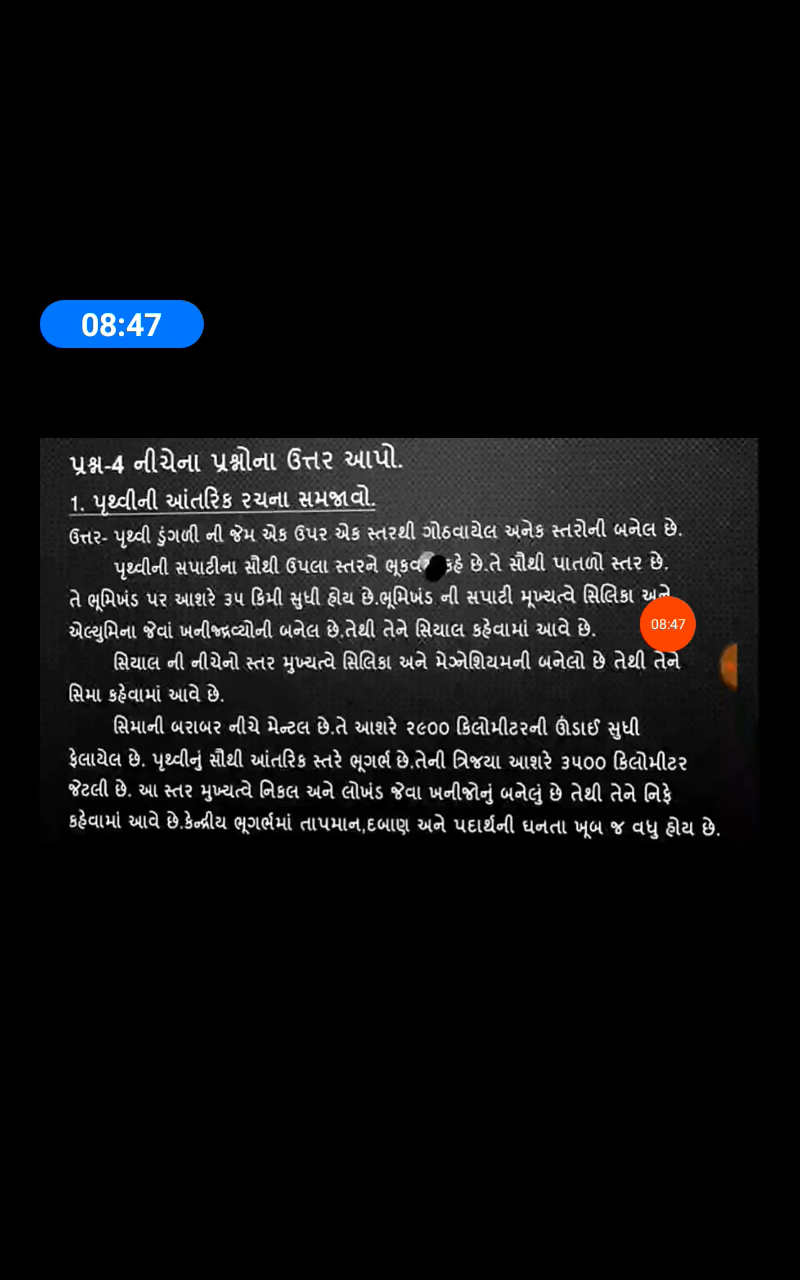 08:47
પ્રશ્ન-4 નીચેના પ્રશ્નોના ઉત્તર આપો.
1. પૃથ્વીની આંતરિક રચના સમજાવો.
ઉત્તર- પૃથ્વી ડુંગળી ની જેમ એક ઉપર એક સ્તરથી ગોઠવાયેલ અનેક સ્તરોની બનેલ છે.
પૃથ્વીની સપાટીના સૌથી ઉપલા સ્તરને કહે છે.તે સૌથી પાતળો સ્તર છે.
તે ભૂમિખંડ પર આશરે ૩૫ કિમી સુધી હોય છે.ભૂમિખંડ ની સપાટી મૂખ્યત્વે સિલિકા અને
08:47
એલ્યુમિના જેવાં ખનીજદ્રવ્યોની બનેલ છે.તેથી તેને સિયાલ કહેવામાં આવે છે.
સિયાલ ની નીચેનો સ્તર મુખ્યત્વે સિલિકા અને મેગ્નેશિયમની બનેલો છે તેથી તેને
સિમા કહેવામાં આવે છે.
સિમાની બરાબર નીચે મેન્ટલ છે.તે આશરે ૨૯૦૦ કિલોમીટરની ઊંડાઈ સુધી
ફેલાયેલ છે. પૃથ્વીનું સૌથી આંતરિક સ્તરે ભૂગર્ભ છે.તેની ત્રિજયા આશરે ૩૫૦૦ કિલોમીટર
જેટલી છે. આ સ્તર મુખ્યત્વે નિકલ અને લોખંડ જેવા ખનીજોનું બનેલું છે તેથી તેને નિફે
કહેવામાં આવે છે.કેન્દ્રીય ભૂગર્ભમાં તાપમાન,દબાણ અને પદાર્થની ઘનતા ખૂબ જ વધુ હોય છે.